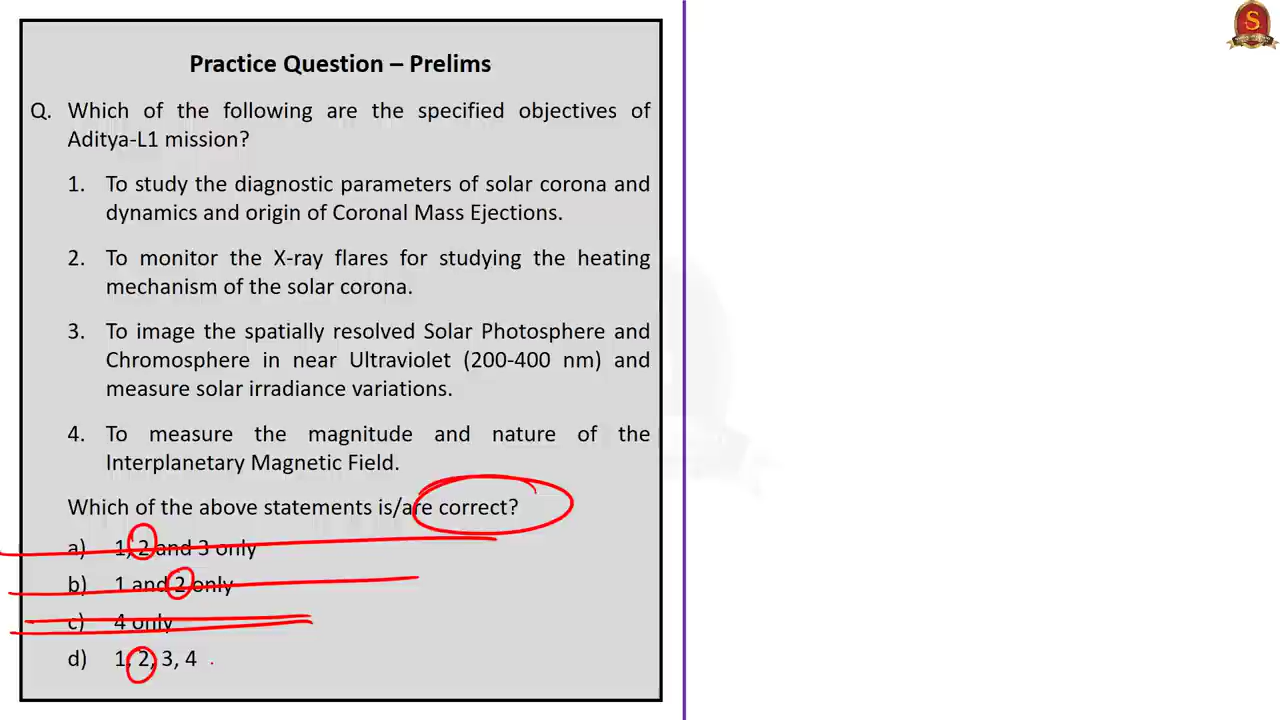 Practice Question – Prelims
Q. Which of the following are the specified objectives of
Aditya-L1 mission?
1. To study the diagnostic parameters of solar corona and
dynamics and origin of Coronal Mass Ejections.
2. To monitor the X-ray flares for studying the heating
mechanism of the solar corona.
3. To image the spatially resolved Solar Photosphere and
Chromosphere in near Ultraviolet (200-400 nm) and
measure solar irradiance variations.
4. To measure the magnitude and nature of the
Interplanetary Magnetic Field.
Which of the above statements is/are correct?
a) 1, 2 and 3 only
b) 1 and 2 only
c) 4 only
d) 1, 2, 3, 4
S